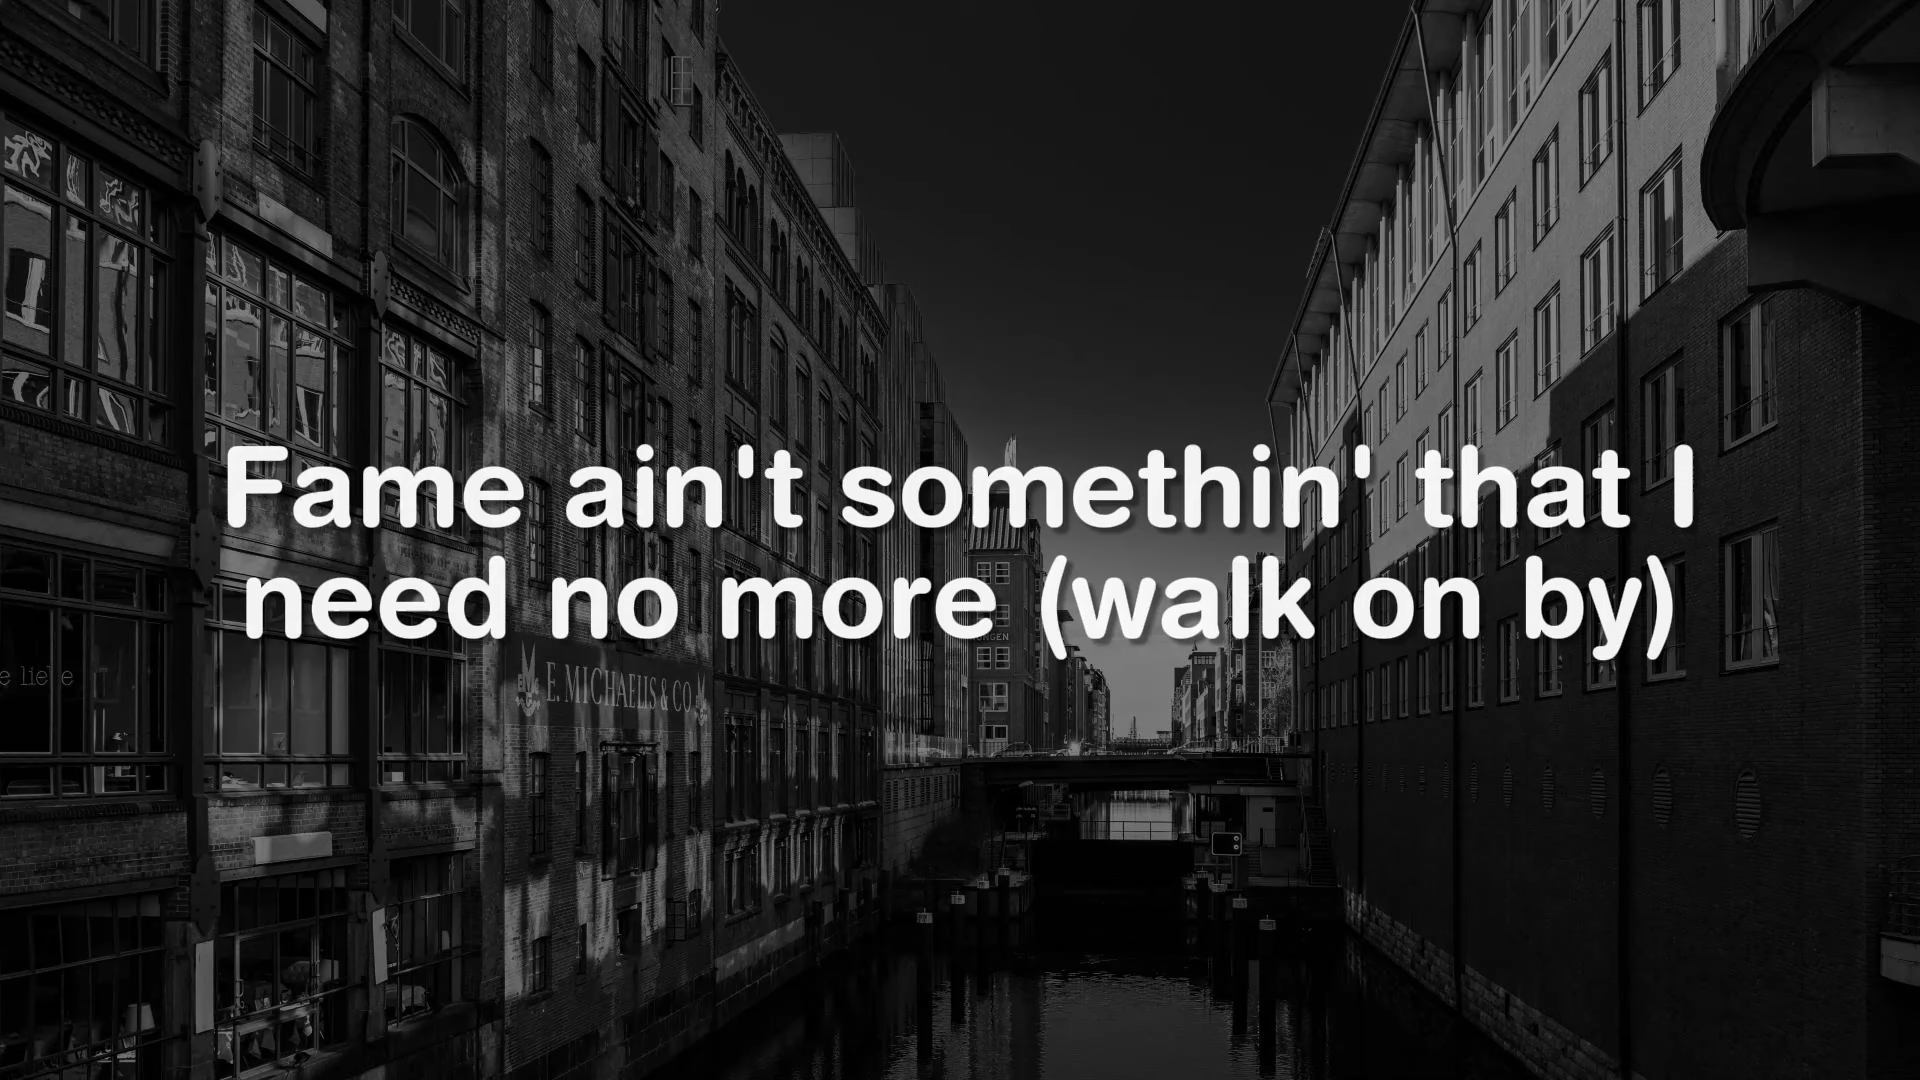 Fame ain't somethin' that I
need no more (walk on by)
E. MICHAELIS & CO.